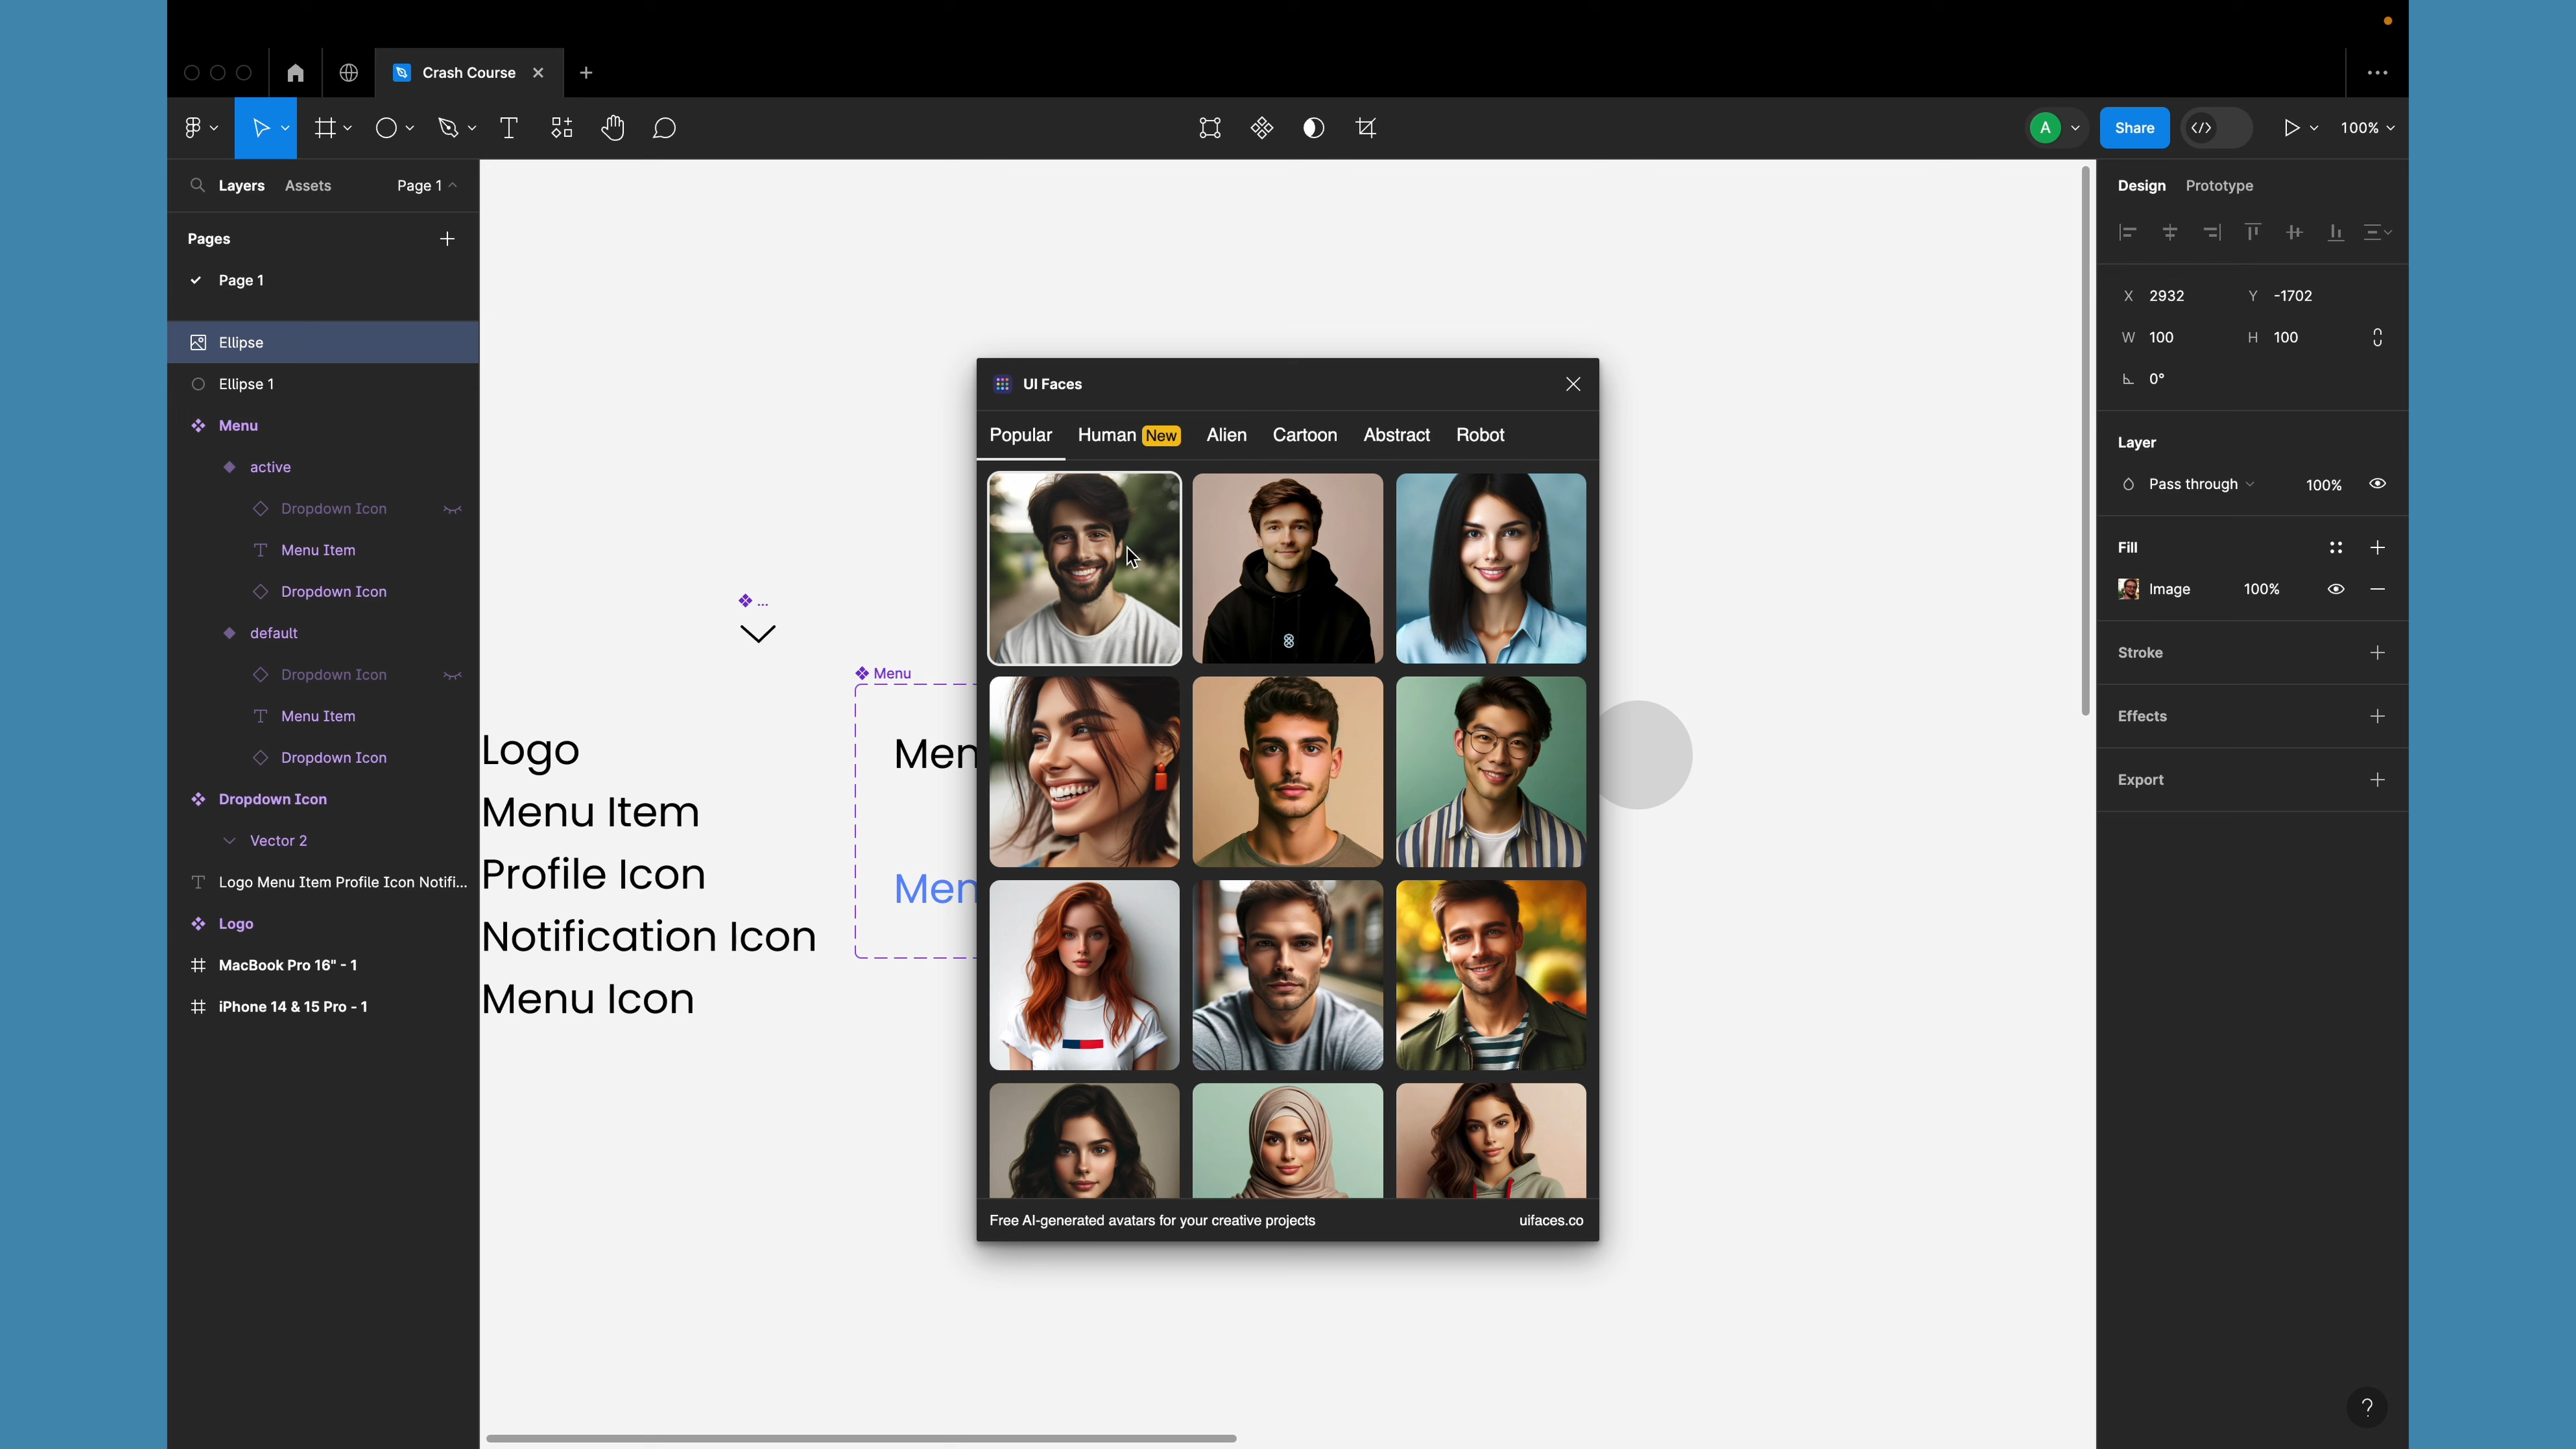 Crash Course
A
Share
100%
Layers
Assets
Page 1
Pages
Page 1
Ellipse
Ellipse 1
Menu
active
Dropdown Icon
Menu Item
Dropdown Icon
default
Dropdown Icon
Menu Item
Dropdown Icon
Dropdown Icon
Vector 2
Logo Menu Item Profile Icon Notifi...
Logo
MacBook Pro 16" - 1
iPhone 14 & 15 Pro - 1
...
Menu
Men
Men
Logo
Menu Item
Profile Icon
Notification Icon
Menu Icon
UI Faces
Popular
Human New
Alien
Cartoon
Abstract
Robot
Free AI-generated avatars for your creative projects
uifaces.co
Design
Prototype
X 2932
Y -1702
W 100
H 100
0°
Layer
Pass through
100%
Fill
Image
100%
Stroke
Effects
Export
?